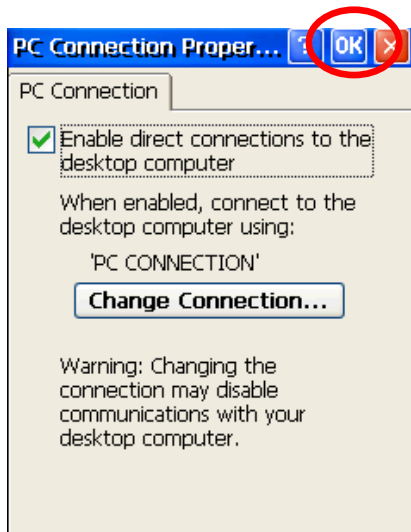 PC Connection Proper... ? OK ×
PC Connection
Enable direct connections to the
desktop computer
When enabled, connect to the
desktop computer using:
'PC CONNECTION'
Change Connection...
Warning: Changing the
connection may disable
communications with your
desktop computer.